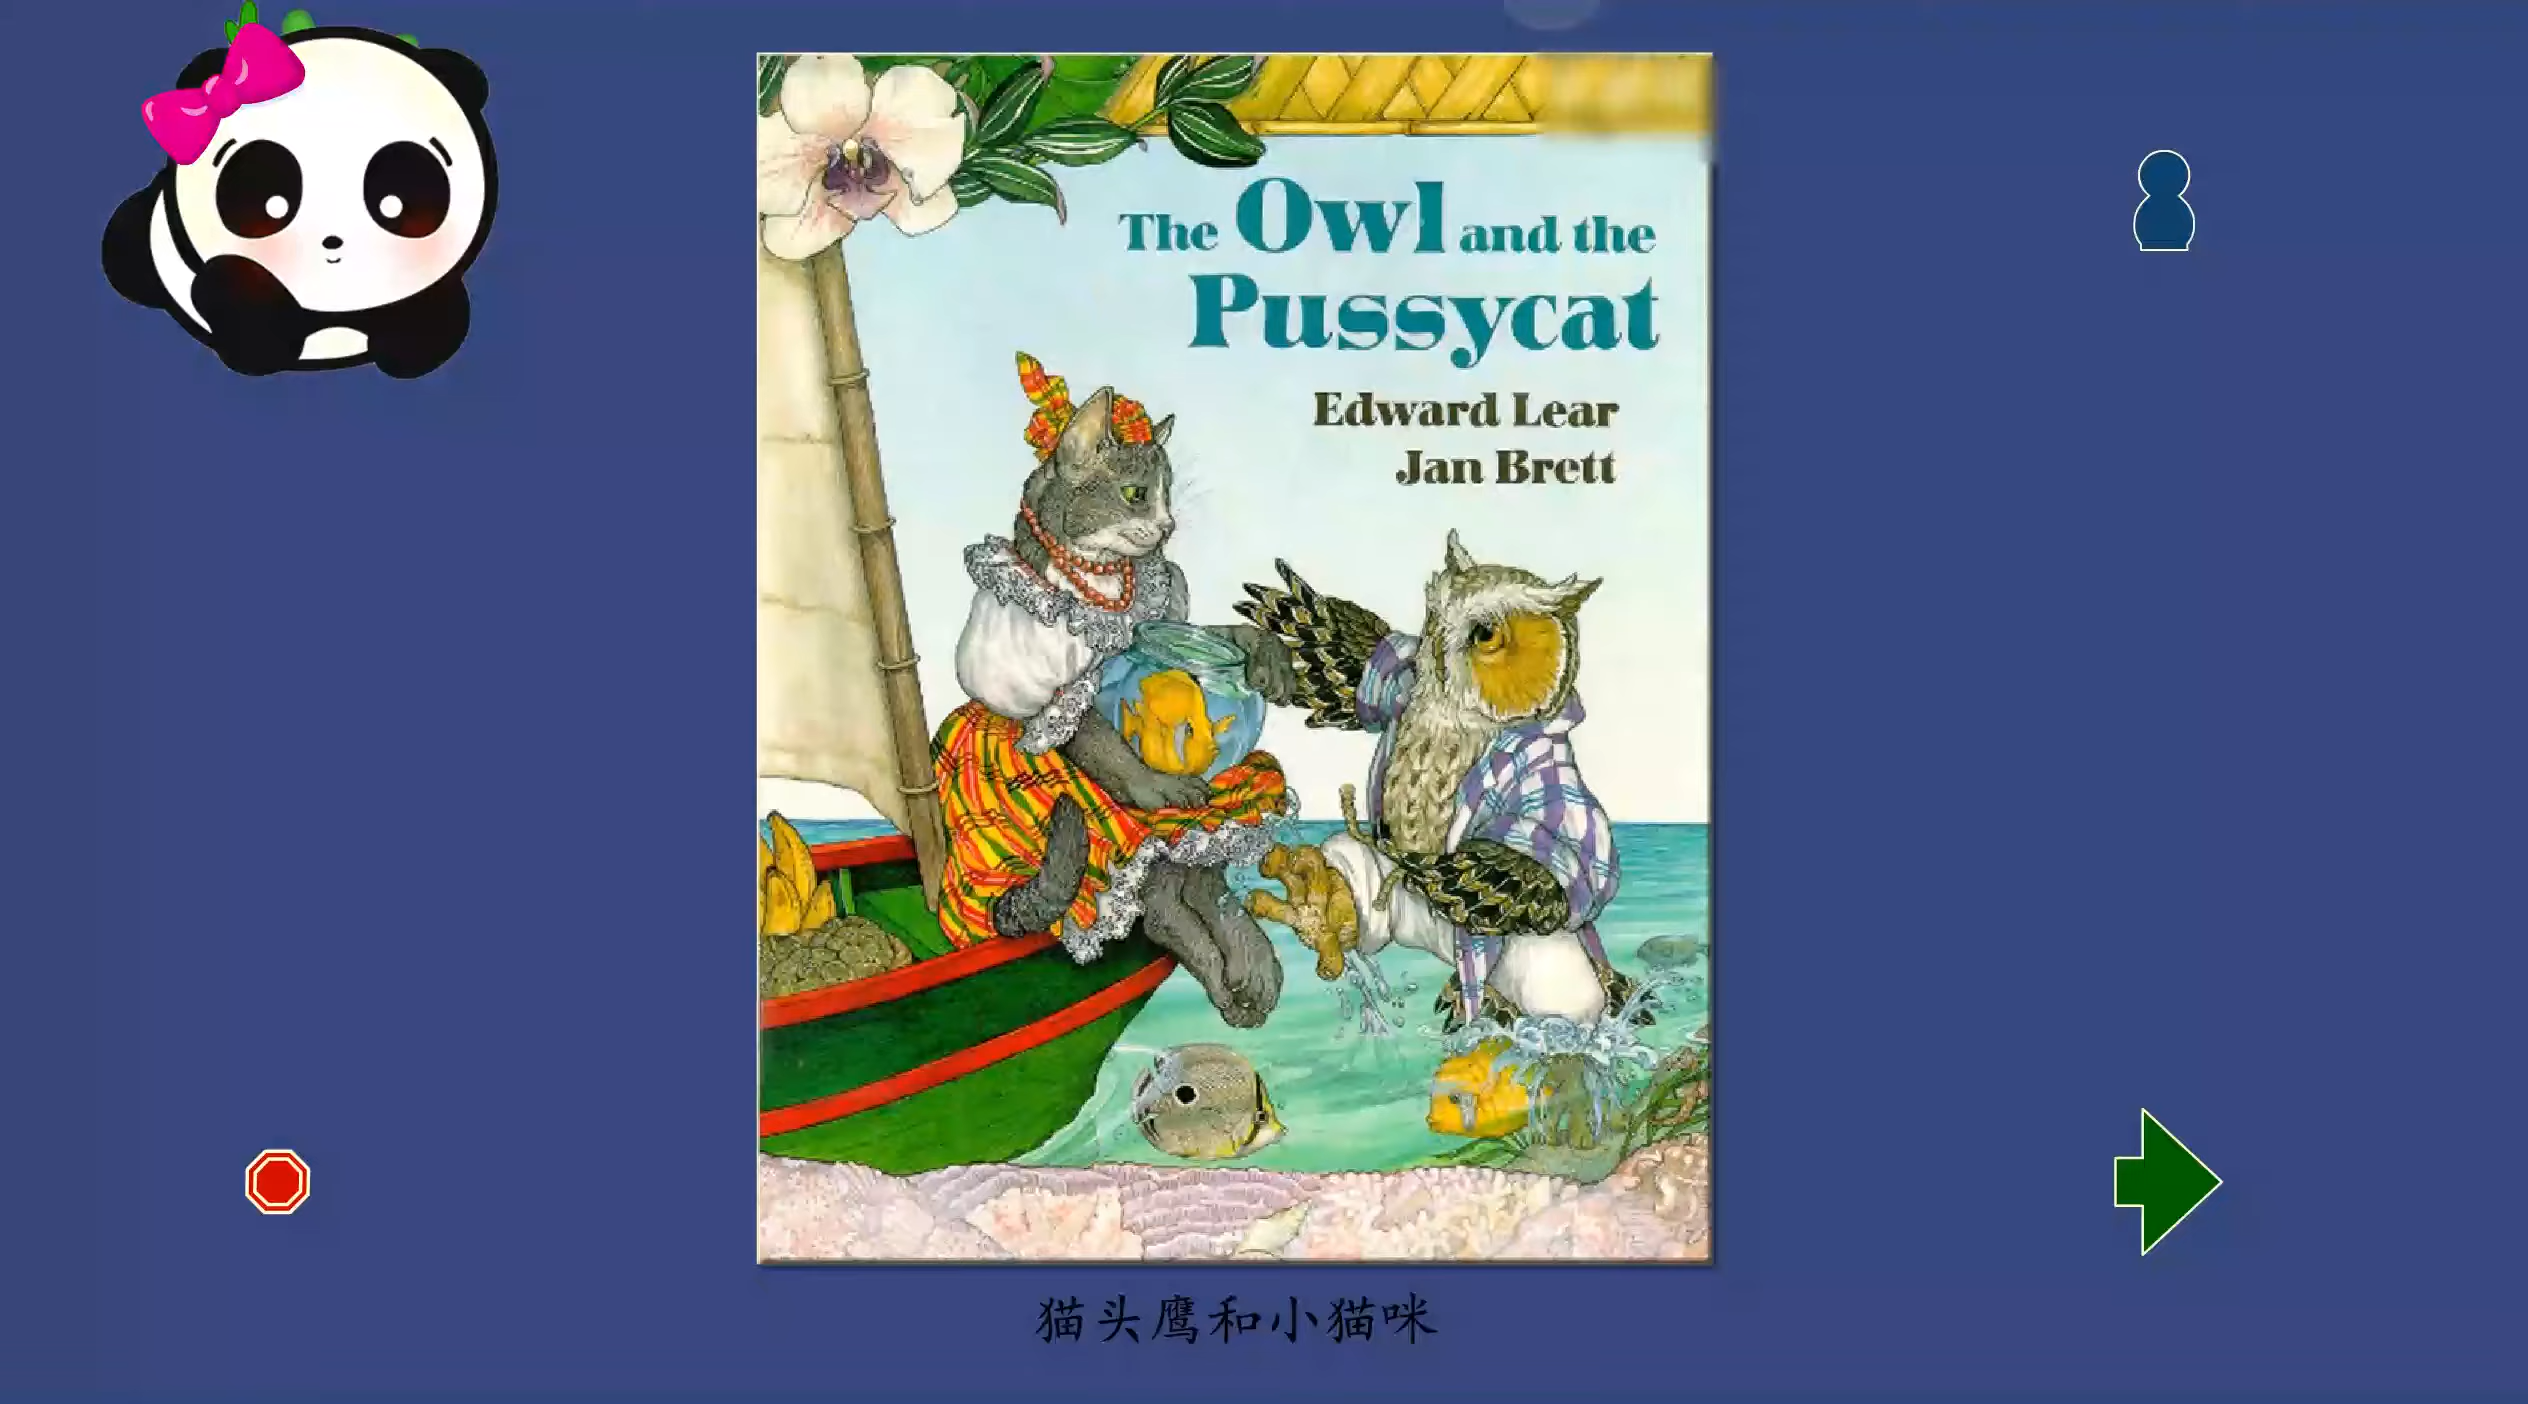 The Owl and the
Pussycat
Edward Lear
Jan Brett
猫头鹰和小猫咪